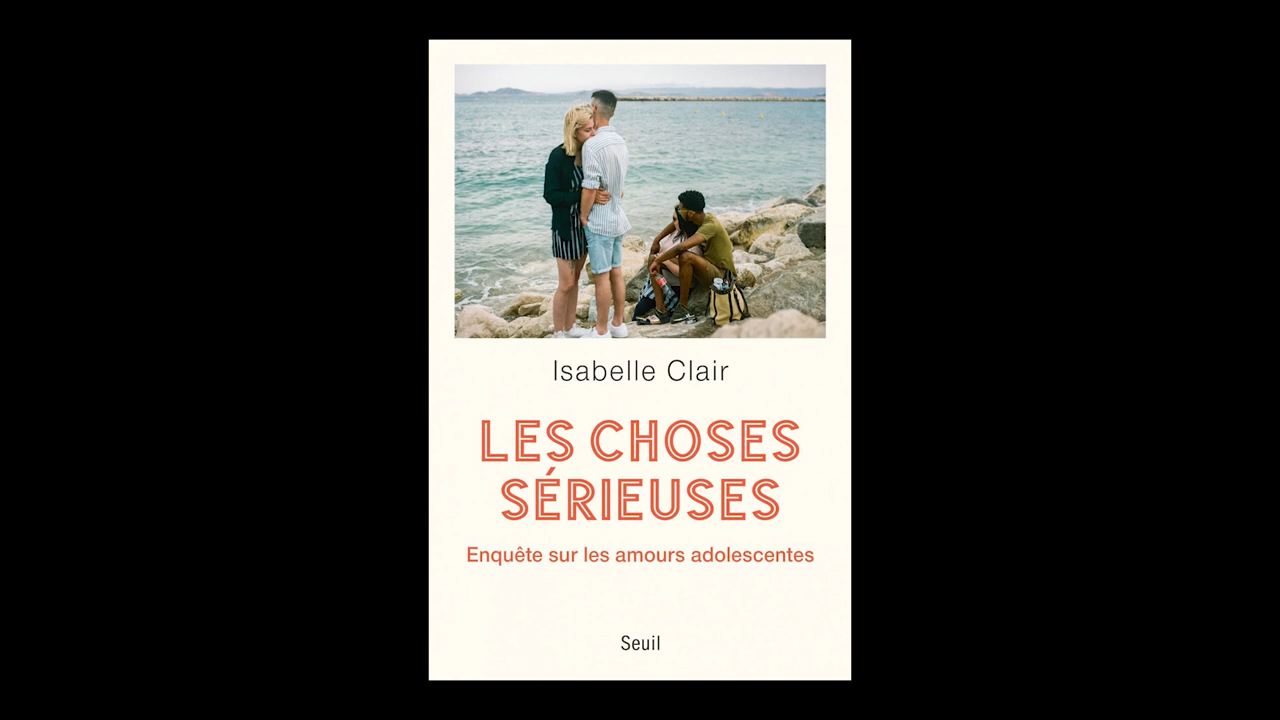 Isabelle Clair
LES CHOSES
SÉRIEUSES
Enquête sur les amours adolescentes
Seuil